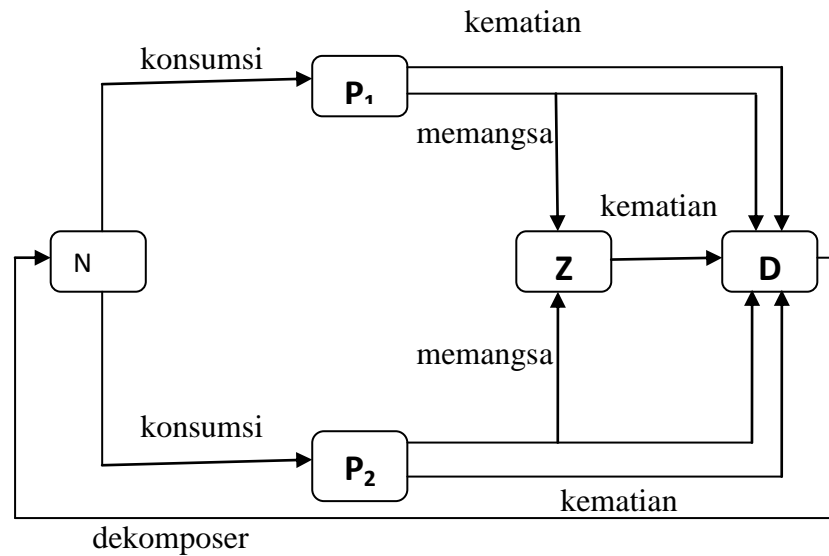 kematian
konsumsi
P₁
memangsa
kematian
N
Z
D
memangsa
konsumsi
P₂
kematian
dekomposer